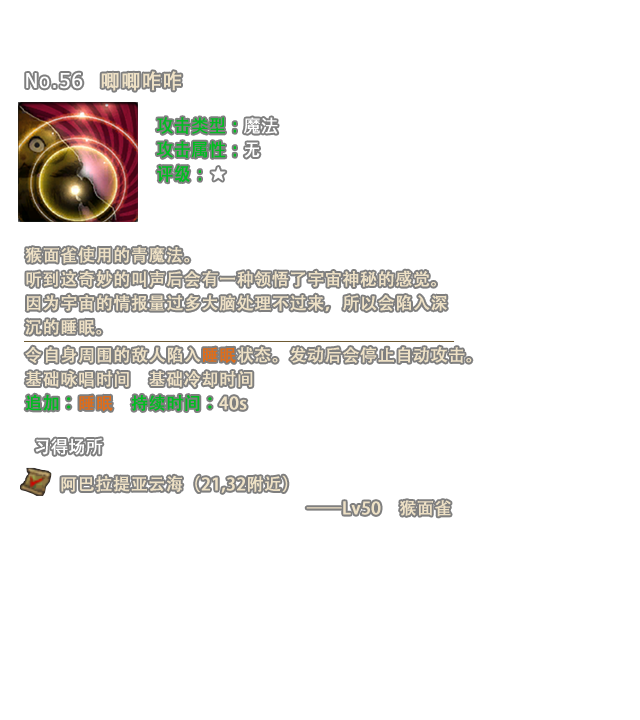 No.56 唧唧咋咋
攻击类型：魔法
攻击属性：无
评级：★
猴面雀使用的青魔法。
听到这奇妙的叫声后会有一种领悟了宇宙神秘的感觉。
因为宇宙的情报量过多大脑处理不过来，所以会陷入深
沉的睡眠。
令自身周围的敌人陷入睡眠状态。发动后会停止自动攻击。
基础咏唱时间 基础冷却时间
追加：睡眠 持续时间：40s
习得场所
阿巴拉提亚云海（21,32附近）
——Lv50 猴面雀